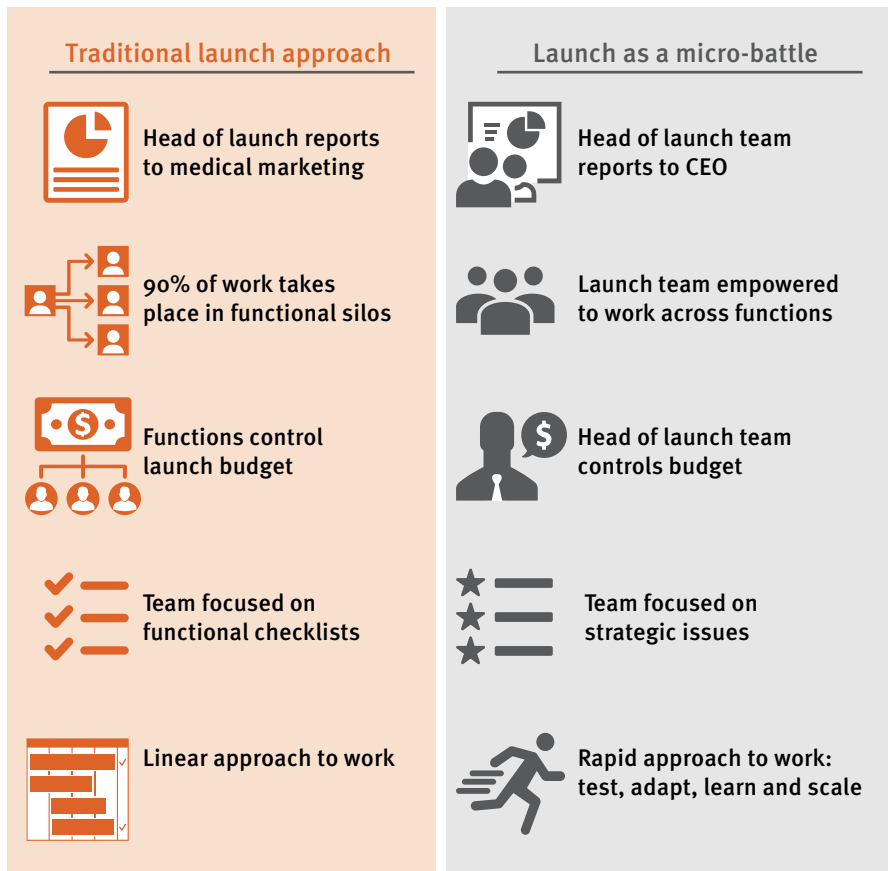 Traditional launch approach
Head of launch reports
to medical marketing
90% of work takes
place in functional silos
$
Functions control
launch budget
Team focused on
functional checklists
Linear approach to work
Launch as a micro-battle
Head of launch team
reports to CEO
Launch team empowered
to work across functions
$
Head of launch team
controls budget
Team focused on
strategic issues
Rapid approach to work:
test, adapt, learn and scale